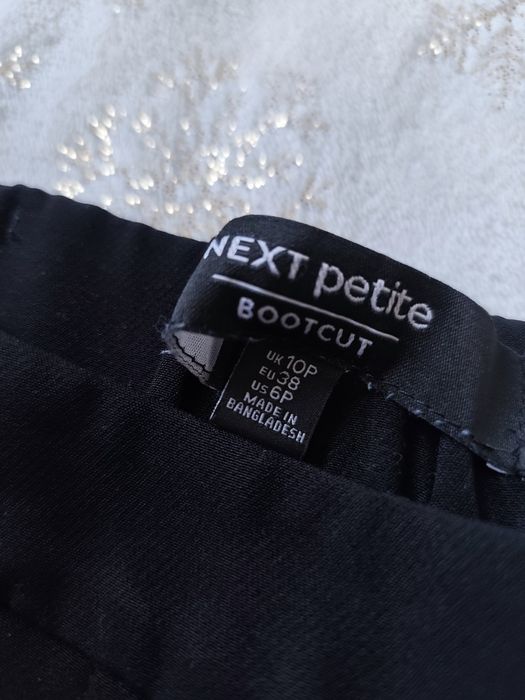 NEXT petite
BOOTCUT
UK 10P
EU 38
US 6P
MADE IN
BANGLADESH